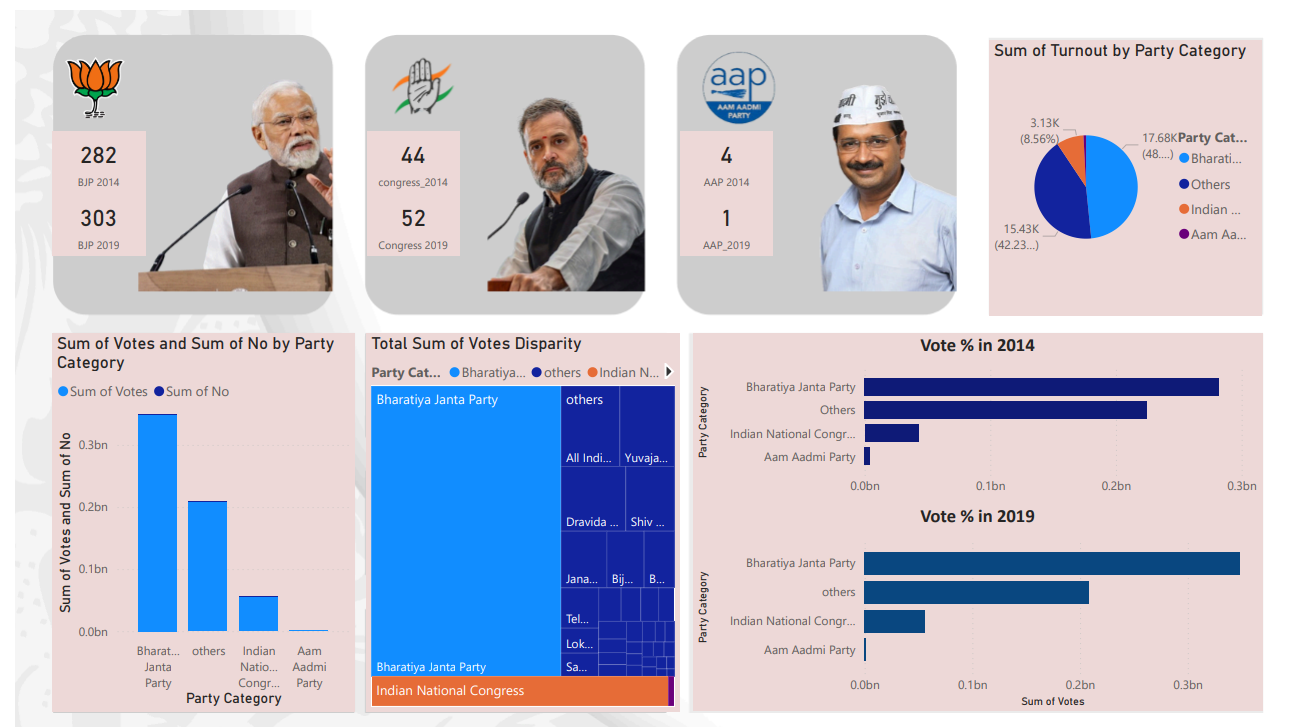 282
BJP 2014
303
BJP 2019
44
congress_2014
52
Congress 2019
aap
AAM AADMI
PARTY
4
AAP 2014
1
AAP_2019
Sum of Turnout by Party Category
3.13K
(8.56%)
17.68K
(48....)
15.43K
(42.23...)
Party Cat...
Bharati...
Others
Indian ...
Aam Aa...
Sum of Votes and Sum of No by Party
Category
Sum of Votes Sum of No
Sum of Votes and Sum of No
0.3bn
0.2bn
0.1bn
0.0bn
Bharat...
Janta
Party
others
Indian
Natio...
Congr...
Aam
Aadmi
Party
Party Category
Total Sum of Votes Disparity
Party Cat... Bharatiya... others Indian N...
Bharatiya Janta Party
others
All Indi...
Yuvaja...
Dravida ...
Shiv ...
Jana...
Bij...
B...
Tel...
Lok...
Sa...
Bharatiya Janta Party
Indian National Congress
Vote % in 2014
Party Category
Bharatiya Janta Party
Others
Indian National Congr...
Aam Aadmi Party
0.0bn 0.1bn 0.2bn 0.3bn
Vote % in 2019
Party Category
Bharatiya Janta Party
others
Indian National Congr...
Aam Aadmi Party
0.0bn 0.1bn 0.2bn 0.3bn
Sum of Votes